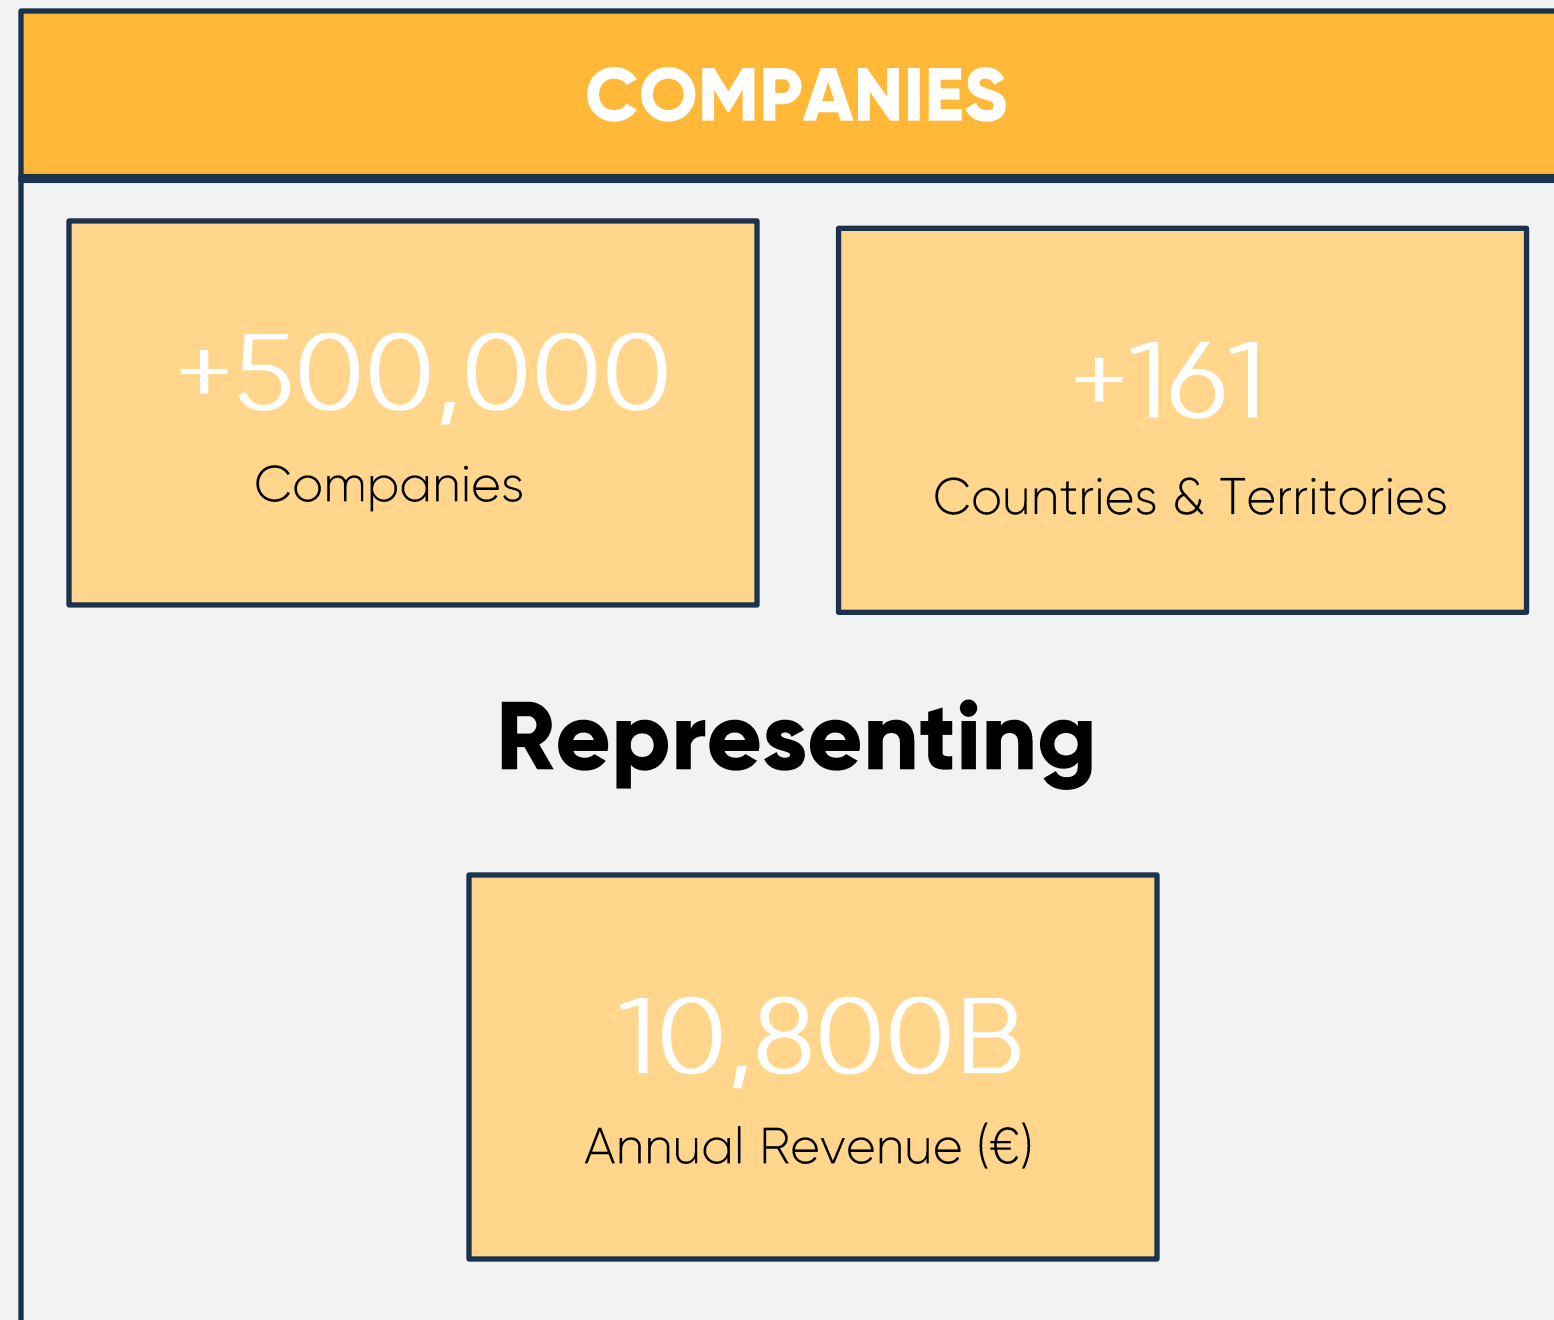 COMPANIES
+500,000
Companies
+161
Countries & Territories
Representing
10,800B
Annual Revenue (€)